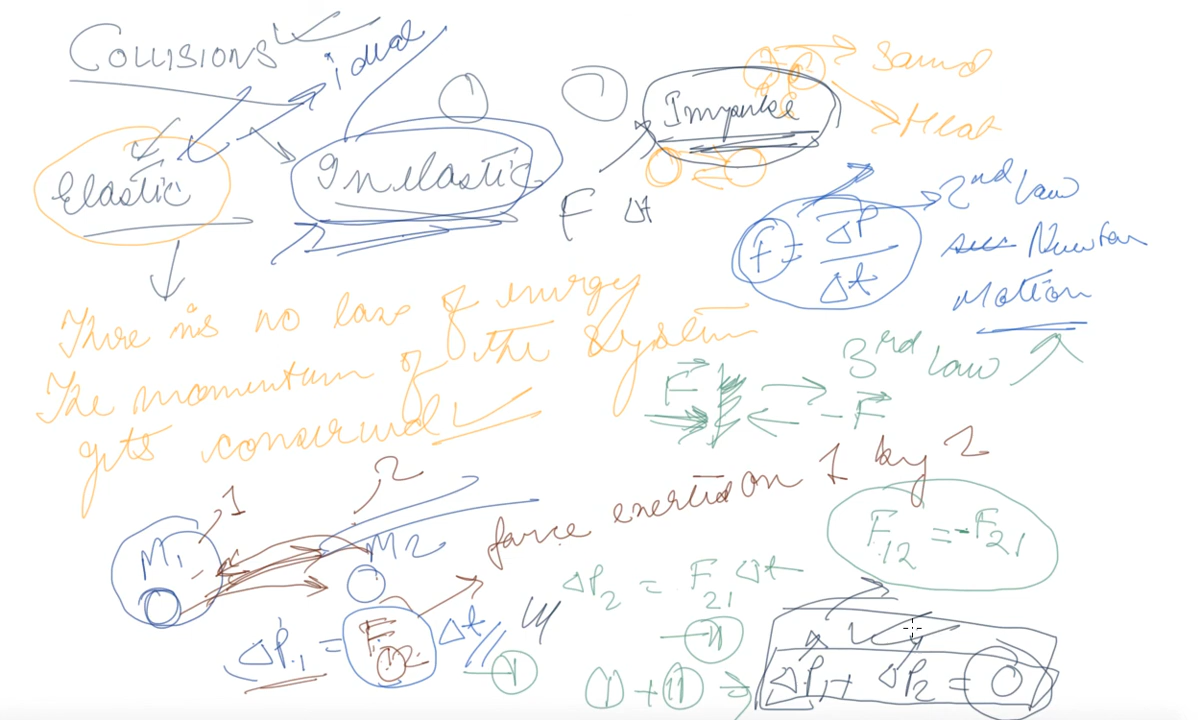 COLLISIONS
ideal
Impulse
Sound
Heat
Elastic
Inelastic
F Δt
F = ΔP / Δt
2nd law
Newton
Motion
There is no loss of energy
The momentum of the system
gets conserved
3rd law
F
-F
1
2
M1
M2
force exerted on 1 by 2
F12 = -F21
ΔP1 = F12 Δt
I
ΔP2 = F21 Δt
II
I + II ⇒ ΔP1 + ΔP2 = 0